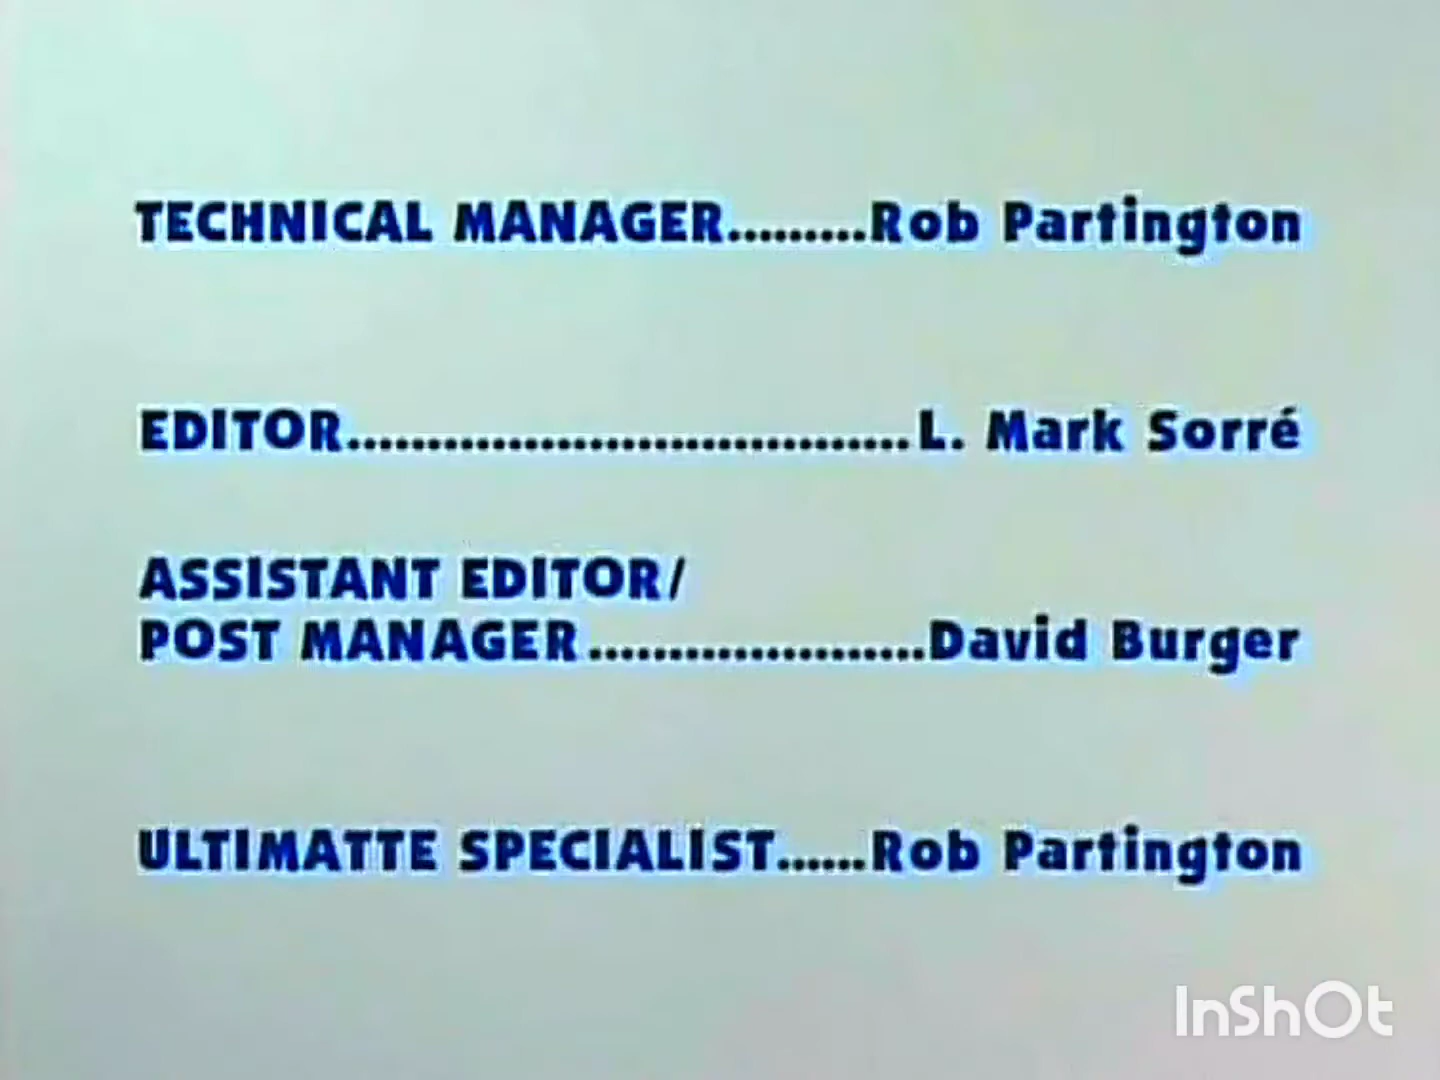 TECHNICAL MANAGER.........Rob Partington
EDITOR...................................L. Mark Sorré
ASSISTANT EDITOR/
POST MANAGER.....................David Burger
ULTIMATTE SPECIALIST......Rob Partington
InShOt